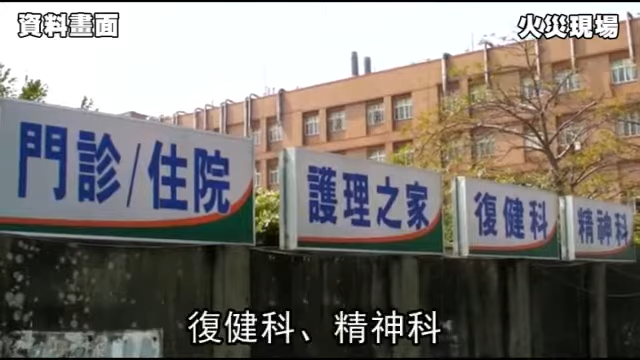 資料畫面
火災現場
門診/住院
護理之家
復健科
精神科
復健科、精神科